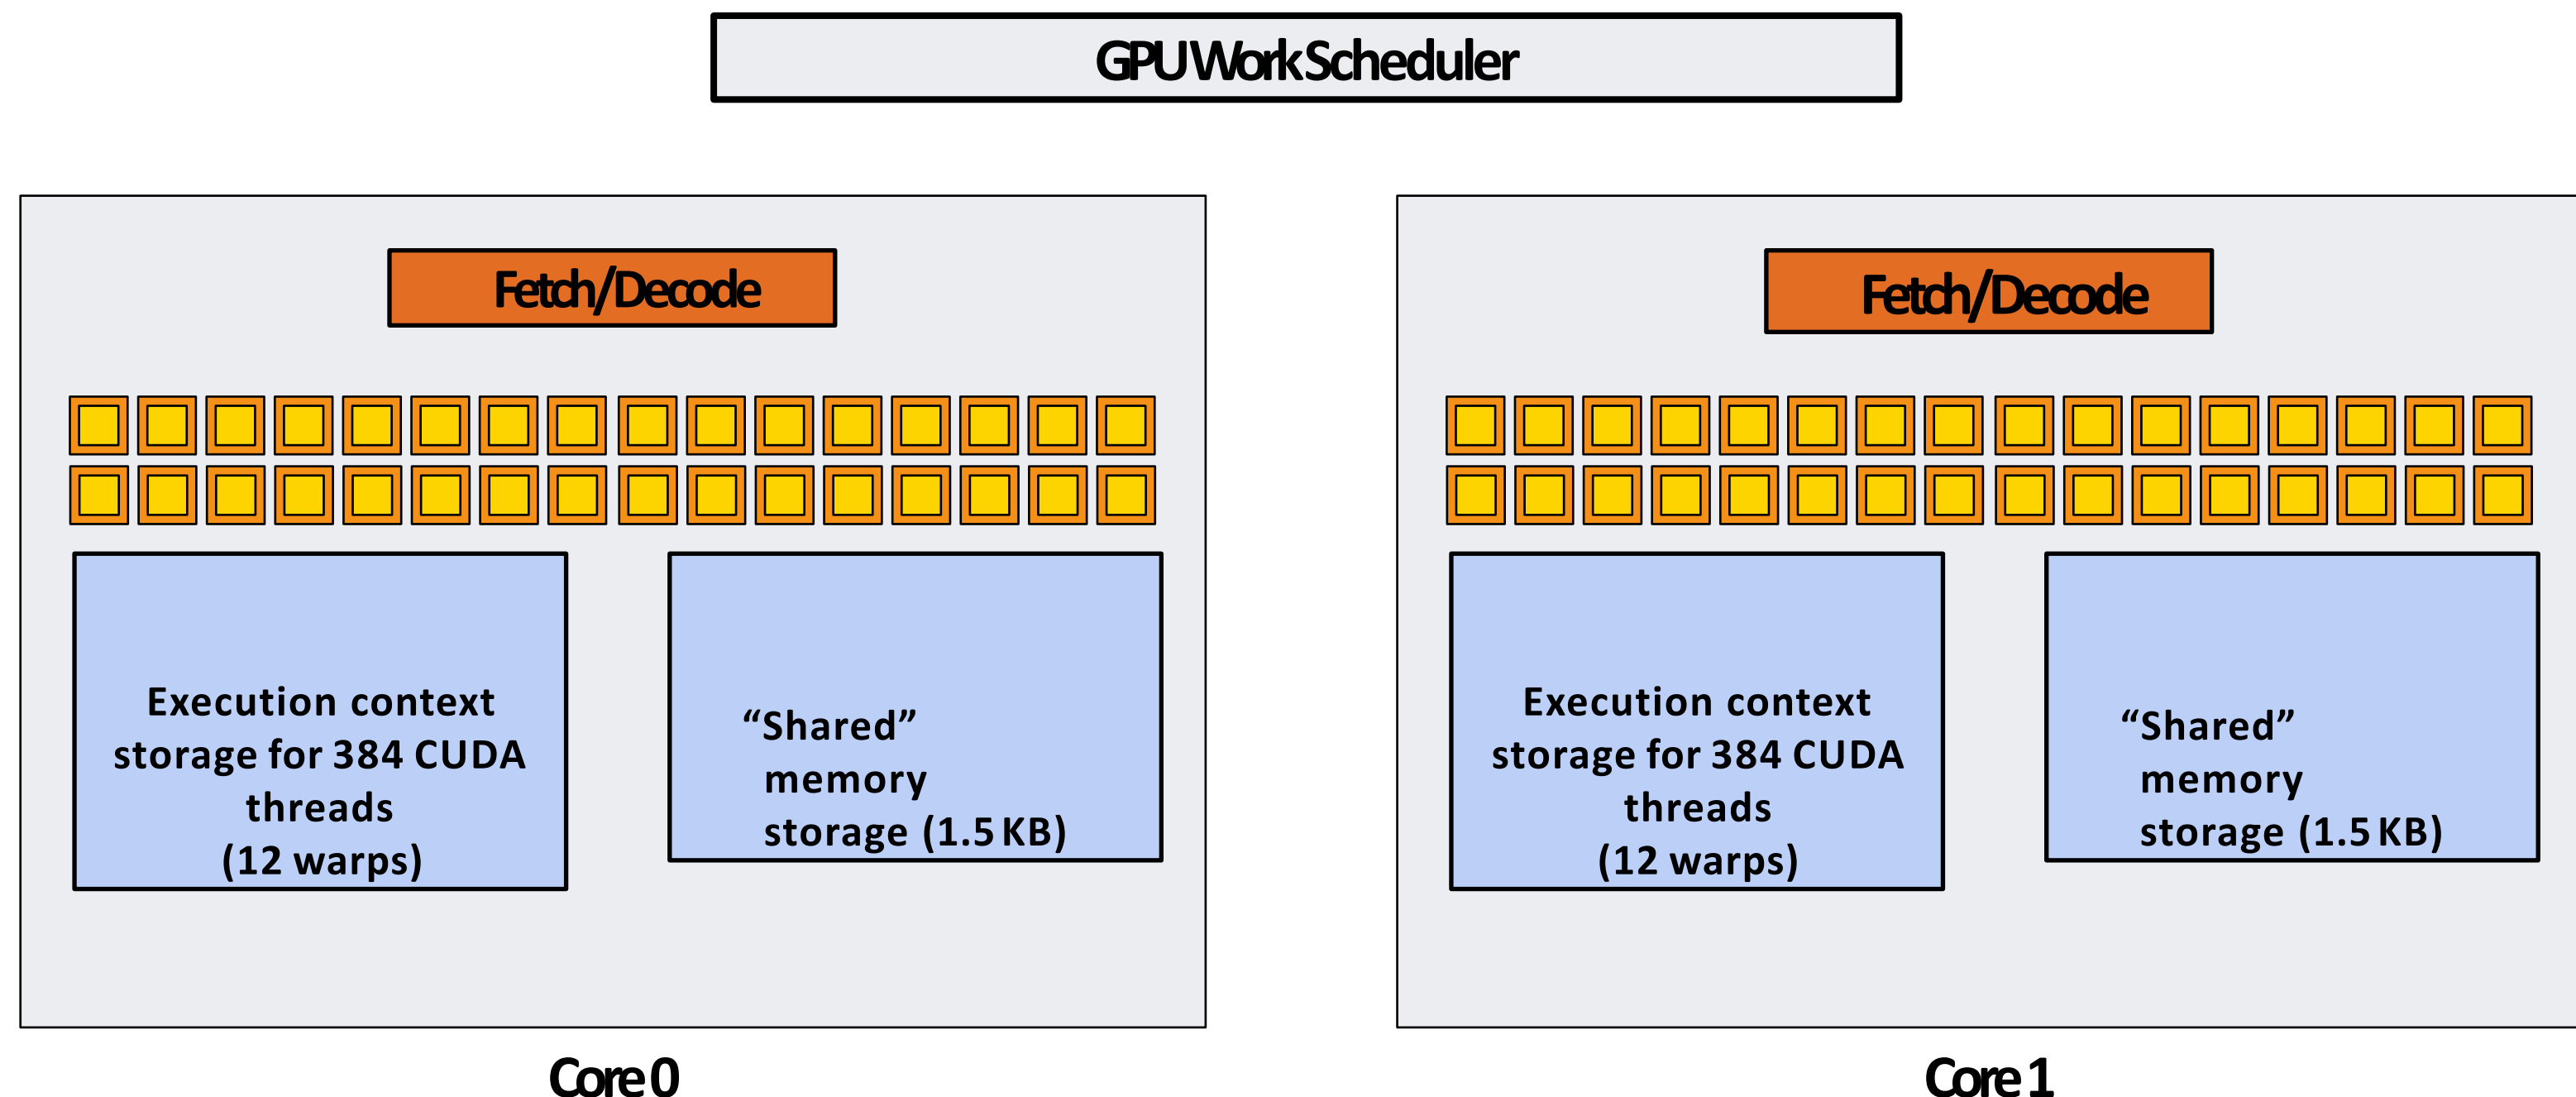 GPU Work Scheduler
Fetch/Decode
Execution context
storage for 384 CUDA
threads
(12 warps)
“Shared”
memory
storage (1.5 KB)
Core 0
Fetch/Decode
Execution context
storage for 384 CUDA
threads
(12 warps)
“Shared”
memory
storage (1.5 KB)
Core 1